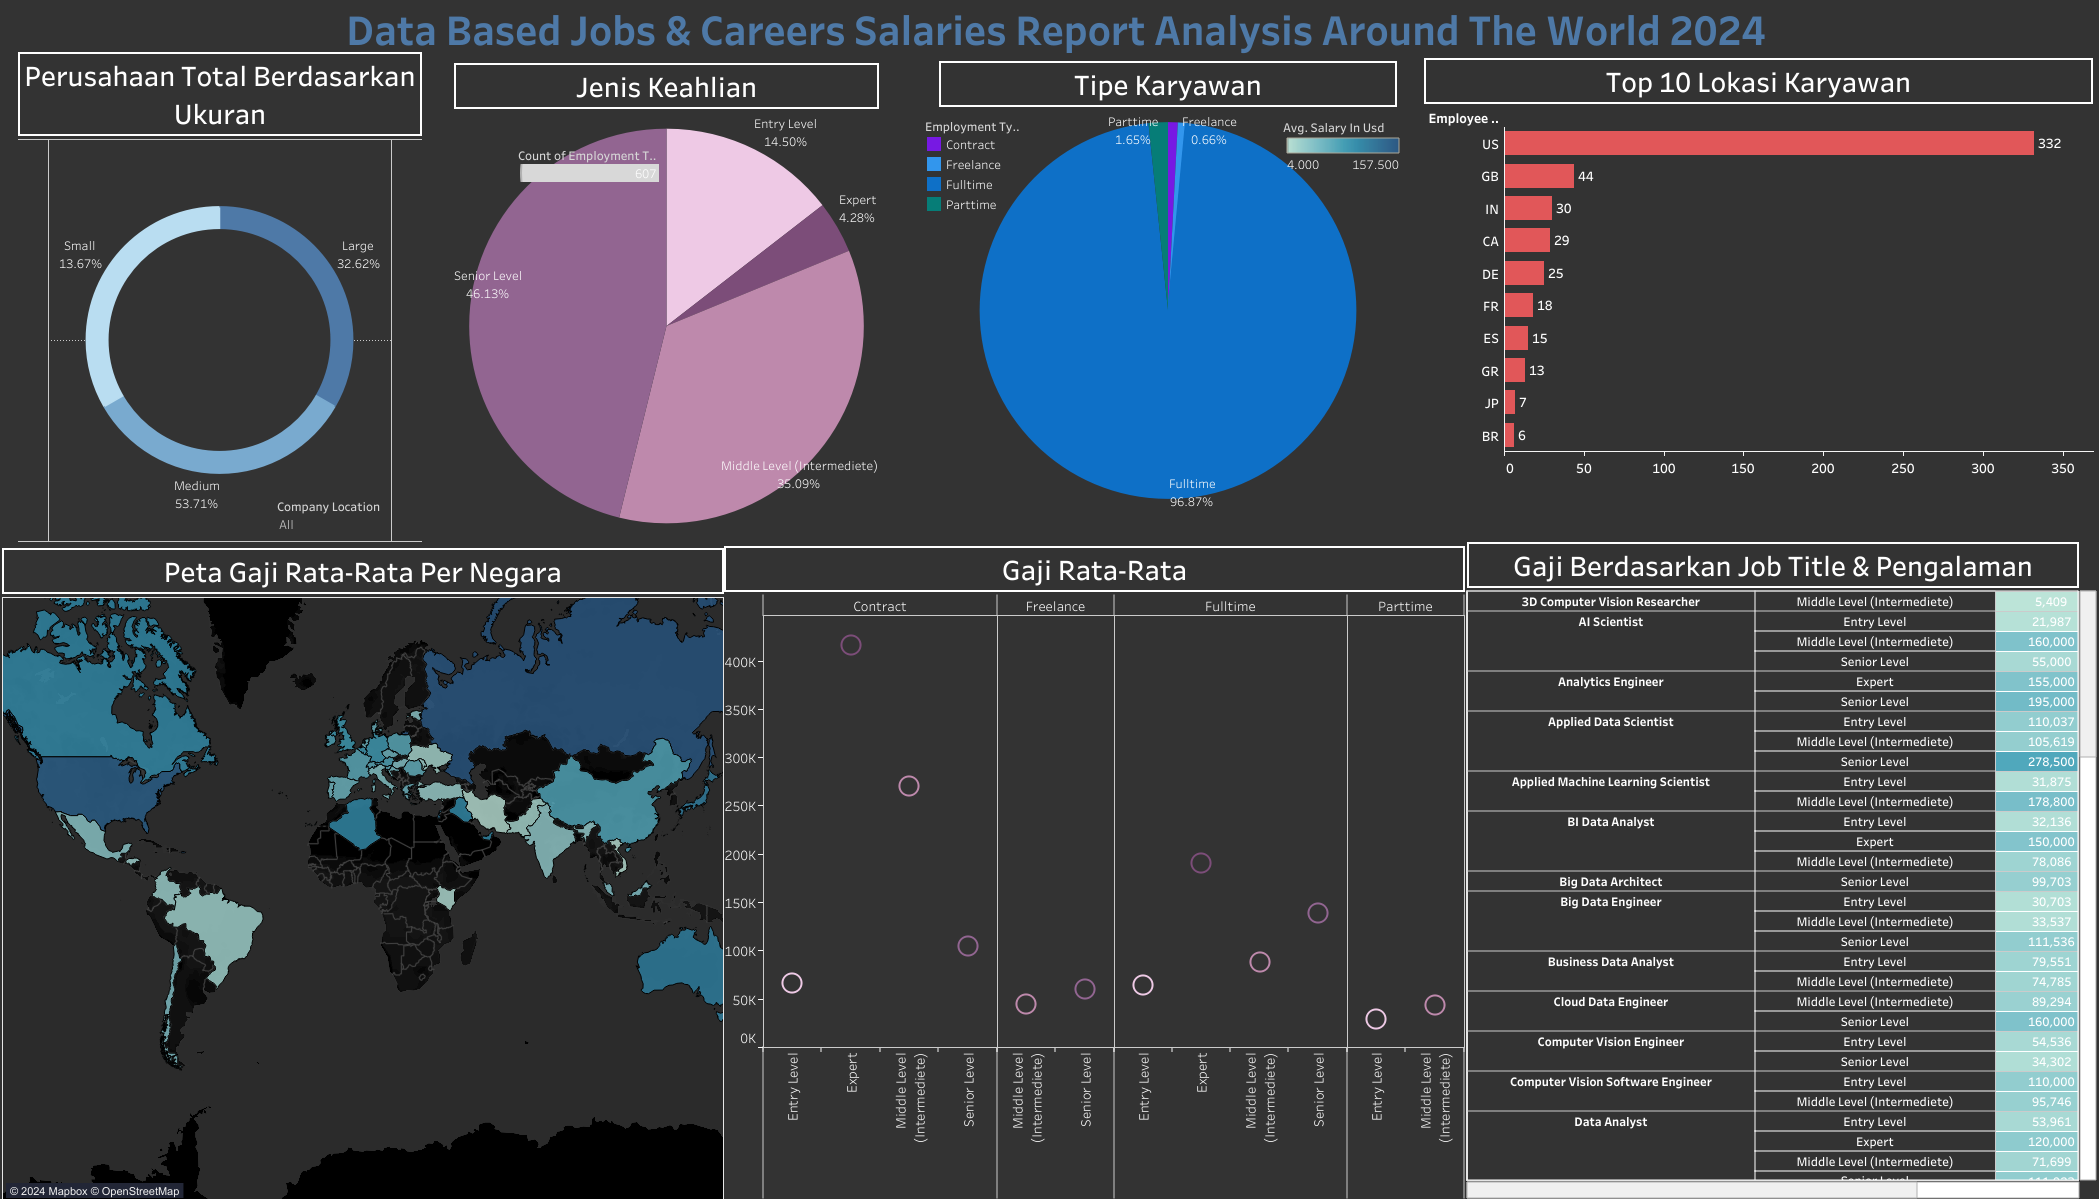 Data Based Jobs & Careers Salaries Report Analysis Around The World 2024
Perusahaan Total Berdasarkan
Ukuran
Small
13.67%
Large
32.62%
Medium
53.71%
Company Location
All
Jenis Keahlian
Count of Employment T..
607
Entry Level
14.50%
Expert
4.28%
Senior Level
46.13%
Middle Level (Intermediete)
35.09%
Tipe Karyawan
Employment Ty..
Contract
Freelance
Fulltime
Parttime
Parttime
1.65%
Freelance
0.66%
Avg. Salary In Usd
4.000 157.500
Fulltime
96.87%
Top 10 Lokasi Karyawan
Employee ..
US 332
GB 44
IN 30
CA 29
DE 25
FR 18
ES 15
GR 13
JP 7
BR 6
0 50 100 150 200 250 300 350
Peta Gaji Rata-Rata Per Negara
© 2024 Mapbox © OpenStreetMap
Gaji Rata-Rata
Contract Freelance Fulltime Parttime
400K
350K
300K
250K
200K
150K
100K
50K
0K
Entry Level
Expert
Middle Level
(Intermediete)
Senior Level
Middle Level
(Intermediete)
Senior Level
Entry Level
Expert
Middle Level
(Intermediete)
Senior Level
Entry Level
Middle Level
(Intermediete)
Gaji Berdasarkan Job Title & Pengalaman
3D Computer Vision Researcher Middle Level (Intermediete) 5,409
AI Scientist Entry Level 21,987
Middle Level (Intermediete) 160,000
Senior Level 55,000
Analytics Engineer Expert 155,000
Senior Level 195,000
Applied Data Scientist Entry Level 110,037
Middle Level (Intermediete) 105,619
Senior Level 278,500
Applied Machine Learning Scientist Entry Level 31,875
Middle Level (Intermediete) 178,800
BI Data Analyst Entry Level 32,136
Expert 150,000
Middle Level (Intermediete) 78,086
Big Data Architect Senior Level 99,703
Big Data Engineer Entry Level 30,703
Middle Level (Intermediete) 33,537
Senior Level 111,536
Business Data Analyst Entry Level 79,551
Middle Level (Intermediete) 74,785
Cloud Data Engineer Middle Level (Intermediete) 89,294
Senior Level 160,000
Computer Vision Engineer Entry Level 54,536
Senior Level 34,302
Computer Vision Software Engineer Entry Level 110,000
Middle Level (Intermediete) 95,746
Data Analyst Entry Level 53,961
Expert 120,000
Middle Level (Intermediete) 71,699
Senior Level